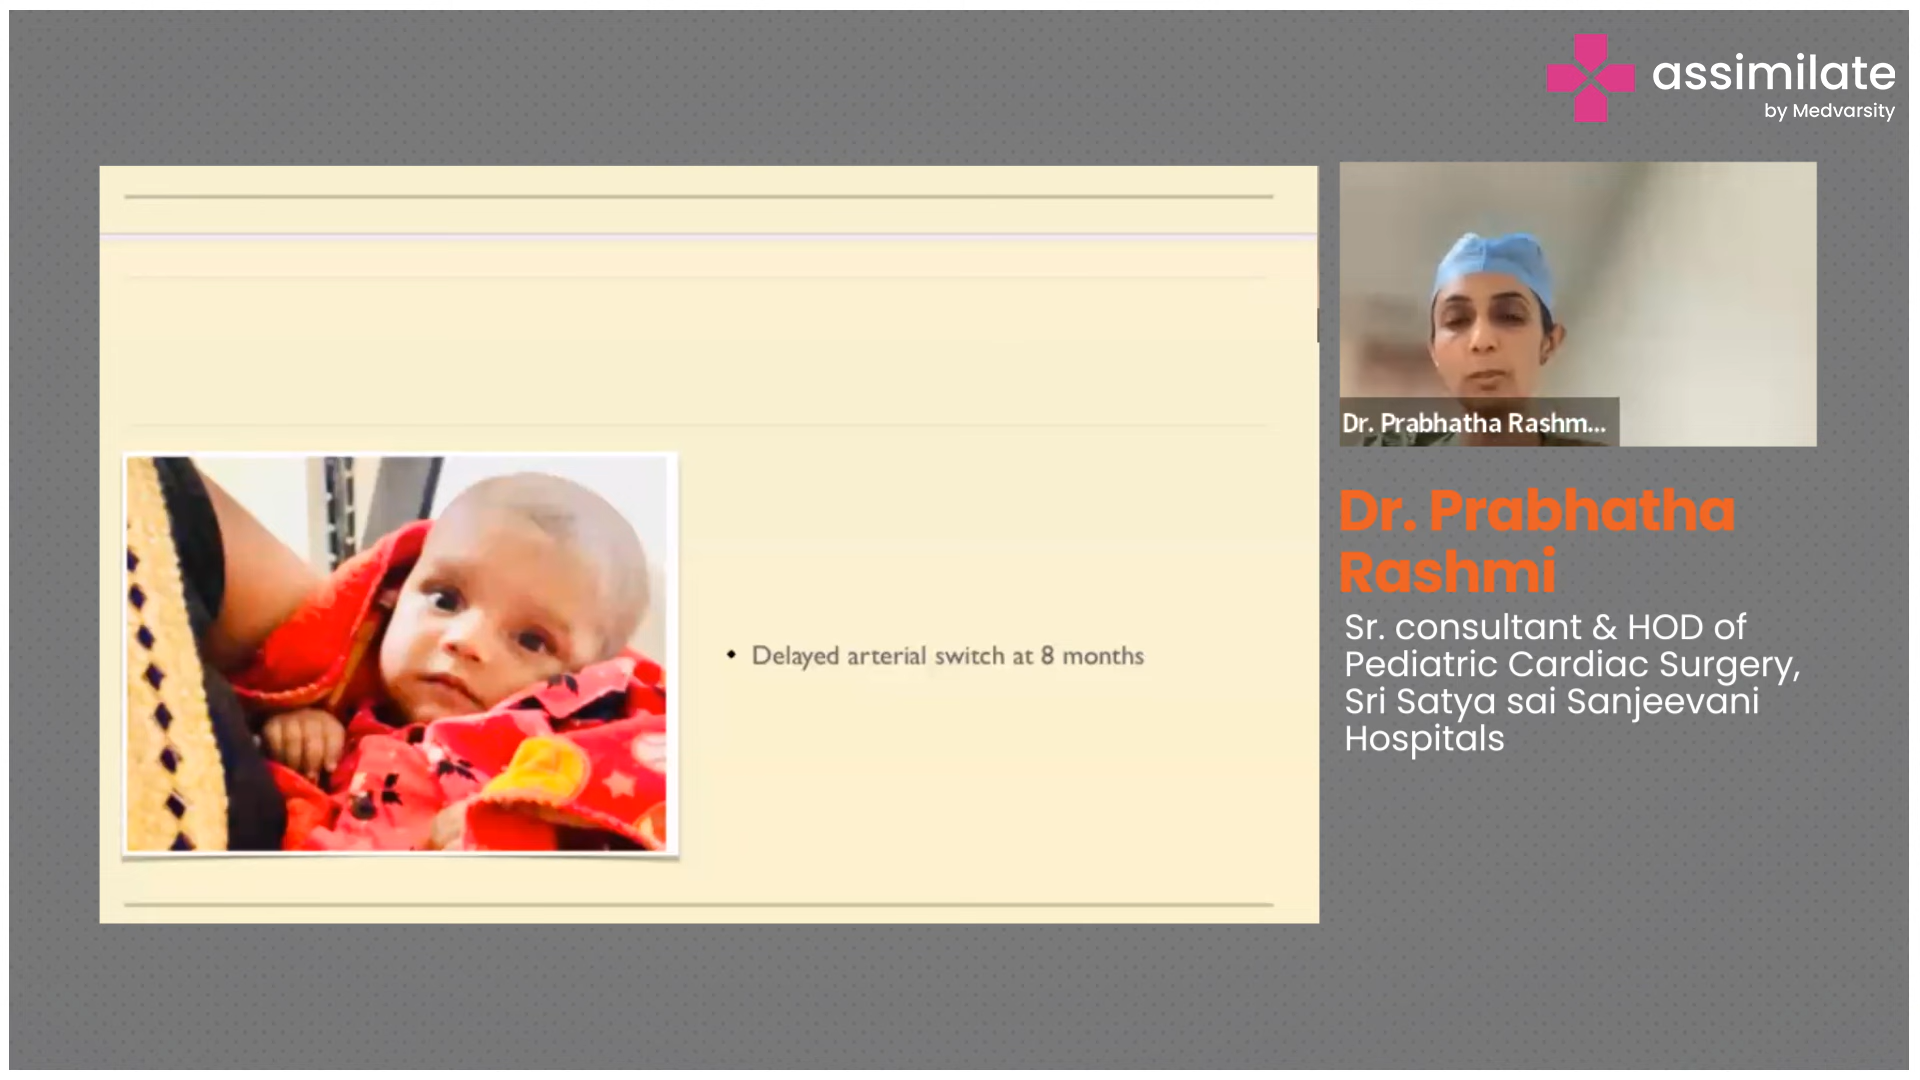 assimilate
by Medvarsity
• Delayed arterial switch at 8 months
Dr. Prabhatha Rashm...
Dr. Prabhatha
Rashmi
Sr. consultant & HOD of
Pediatric Cardiac Surgery,
Sri Satya sai Sanjeevani
Hospitals